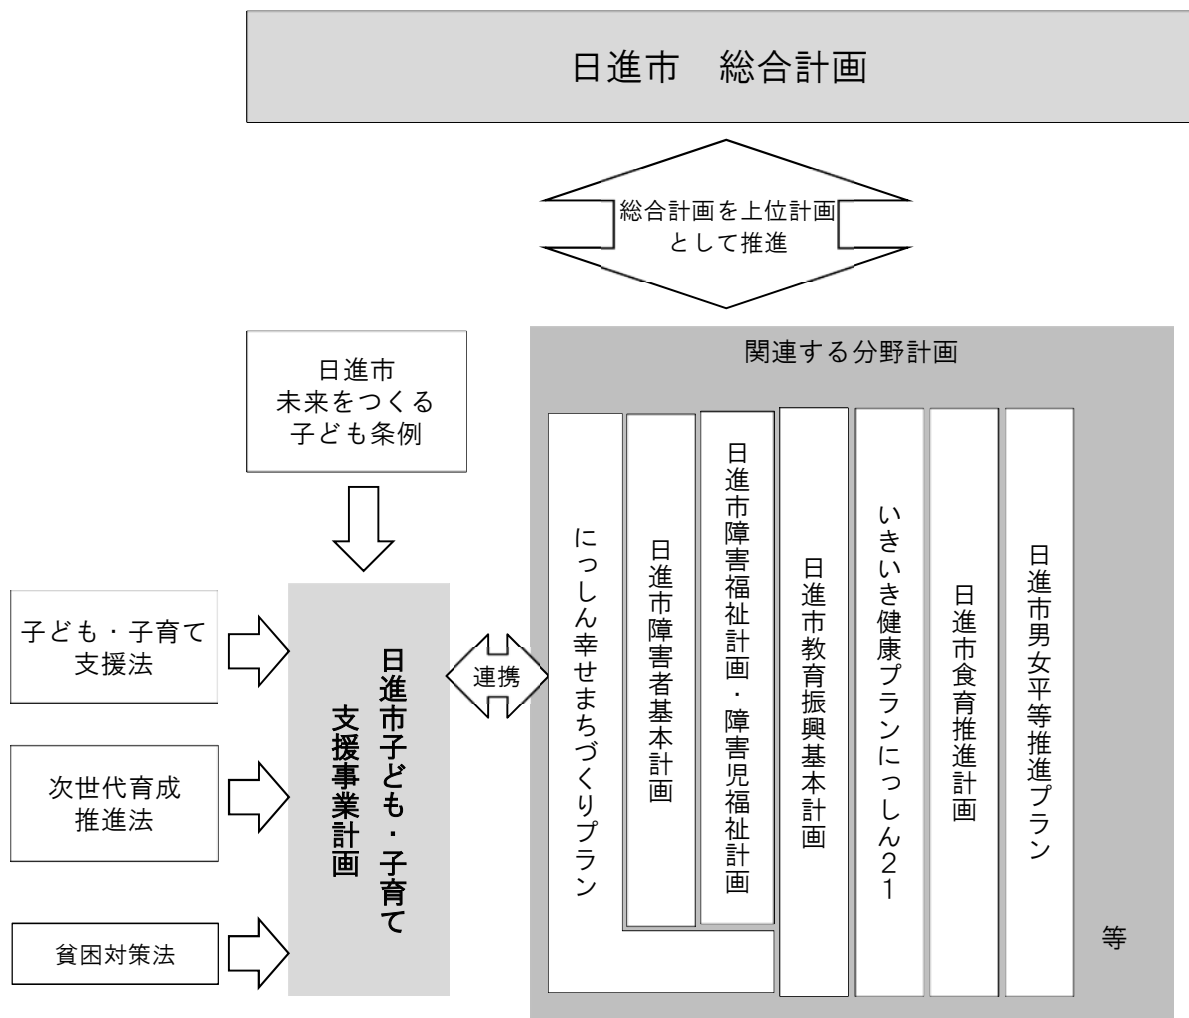 日進市　総合計画
総合計画を上位計画
として推進
日進市
未来をつくる
子ども条例
関連する分野計画
子ども・子育て
支援法
次世代育成
推進法
貧困対策法
日進市子ども・子育て
支援事業計画
連携
にっしん幸せまちづくりプラン
日進市障害者基本計画
日進市障害福祉計画・障害児福祉計画
日進市教育振興基本計画
いきいき健康プランにっしん２１
日進市食育推進計画
日進市男女平等推進プラン
等